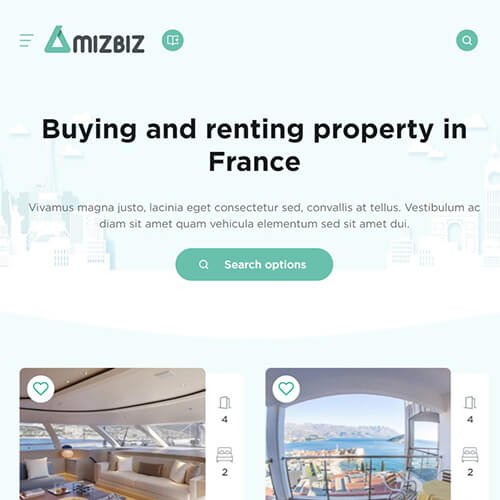 AMIZBIZ
Buying and renting property in
France
Vivamus magna justo, lacinia eget consectetur sed, convallis at tellus. Vestibulum ac
diam sit amet quam vehicula elementum sed sit amet dui.
Search options
4
4
2
2